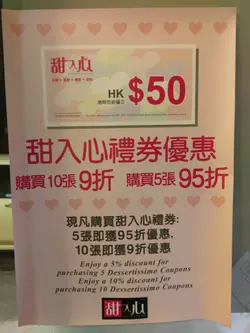 甜入心
HK $50
甜入心禮券優惠
購買10張9折 購買5張95折
現凡購買甜入心禮券:
5張即獲95折優惠,
10張即獲9折優惠
Enjoy a 5% discount for
purchasing 5 Dessertissimo Coupons
Enjoy a 10% discount for
purchasing 10 Dessertissimo Coupons
甜入心